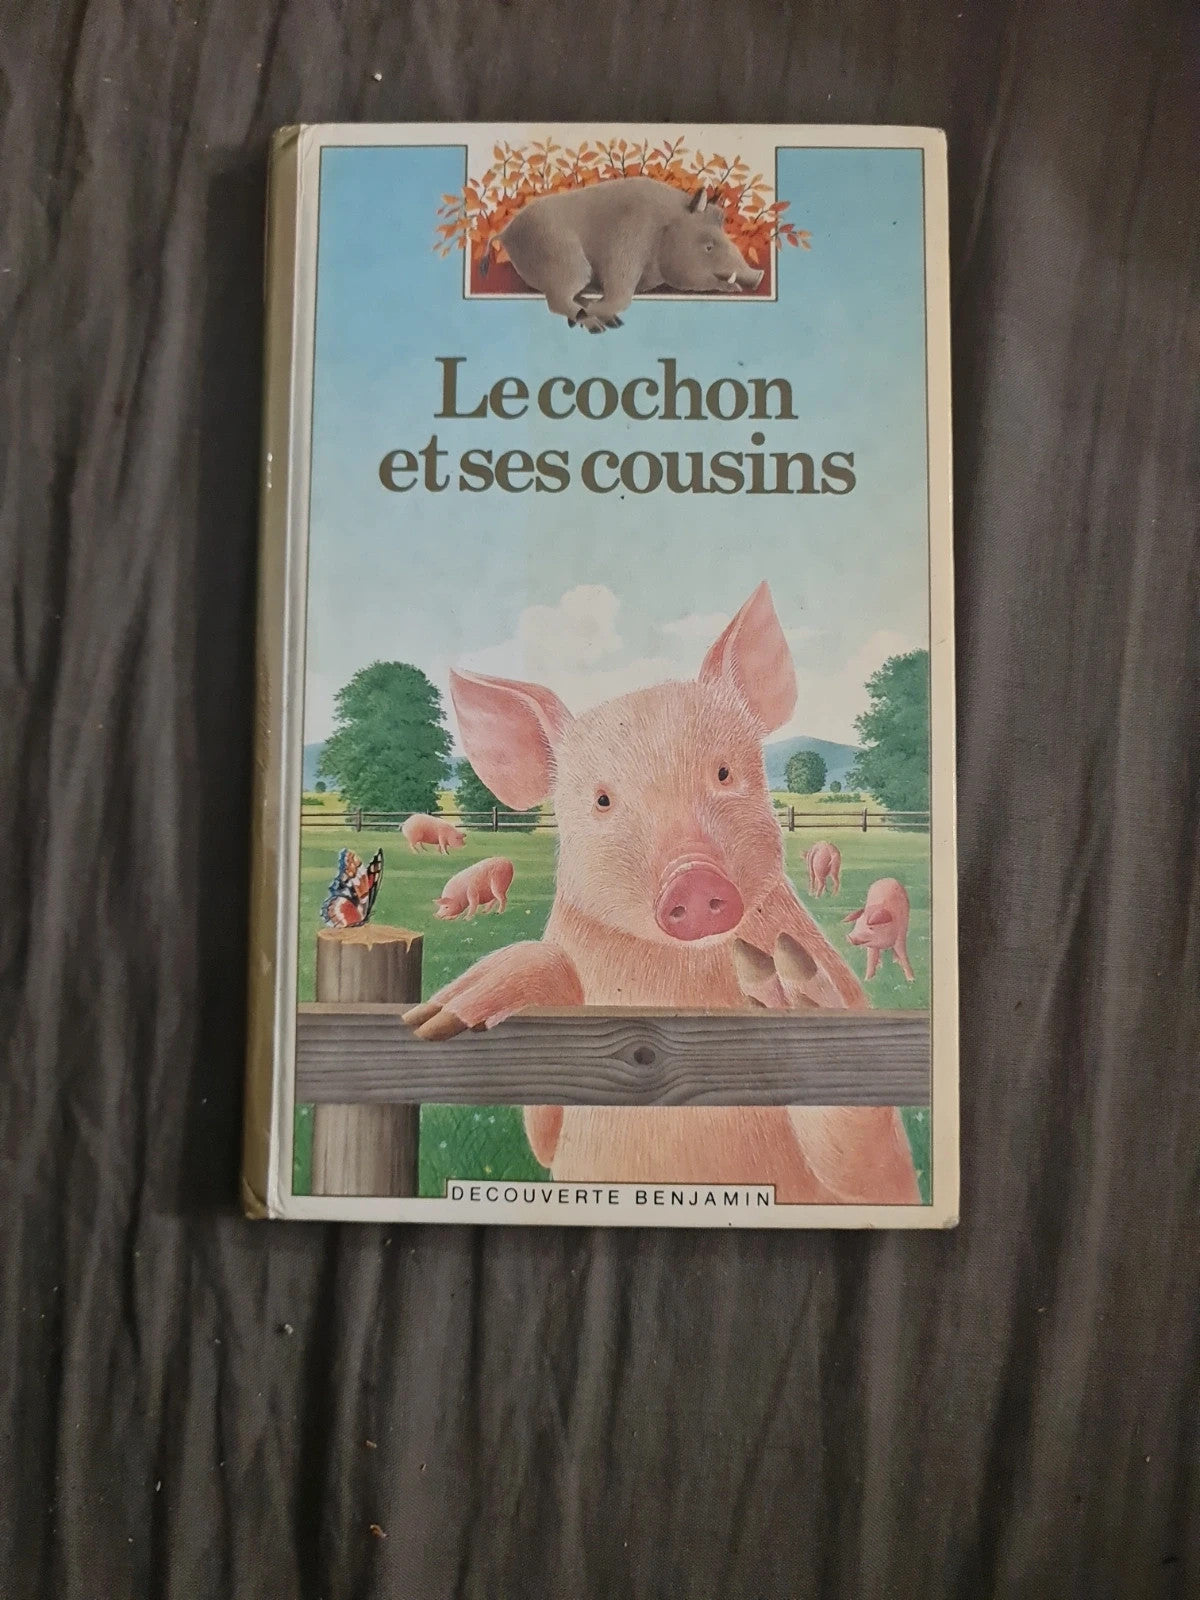 Le cochon
et ses cousins
DECOUVERTE BENJAMIN